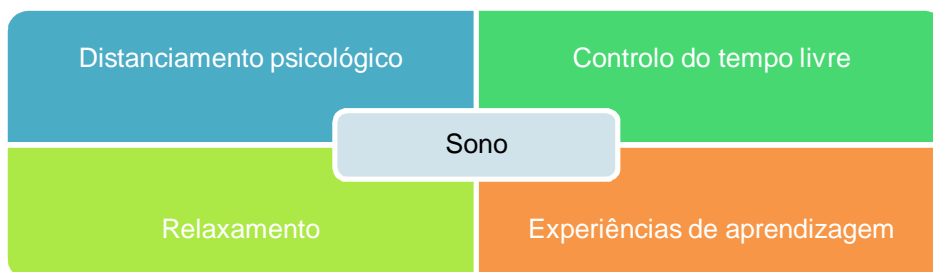 Distanciamento psicológico
Controlo do tempo livre
Sono
Relaxamento
Experiências de aprendizagem